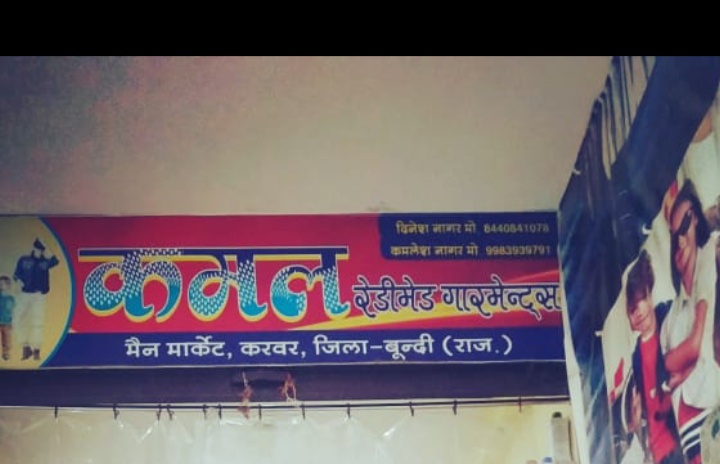 दिनेश नागर मो 8440841078
कमलेश नागर मो 9983939791
कमल रेडीमेड गारमेन्ट्स
मैन मार्केट, करवर, जिला-बून्दी (राज.)